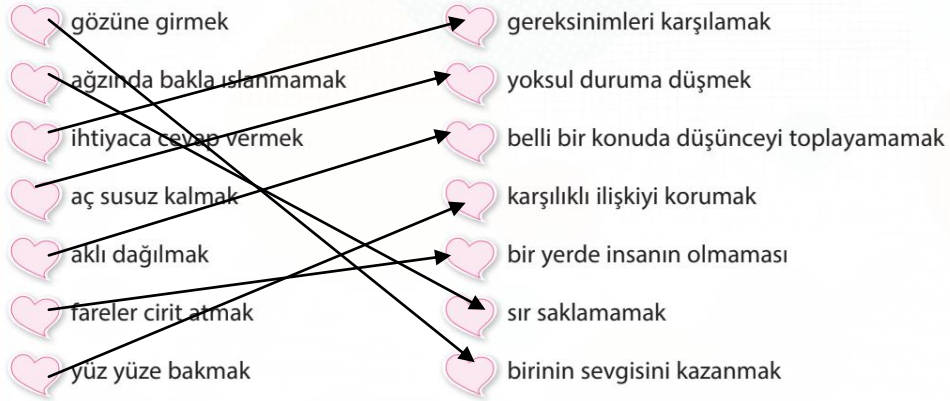 gözüne girmek
ağzında bakla ıslanmamak
ihtiyaca cevap vermek
aç susuz kalmak
aklı dağılmak
fareler cirit atmak
yüz yüze bakmak
gereksinimleri karşılamak
yoksul duruma düşmek
belli bir konuda düşünceyi toplayamamak
karşılıklı ilişkiyi korumak
bir yerde insanın olmaması
sır saklamamak
birinin sevgisini kazanmak